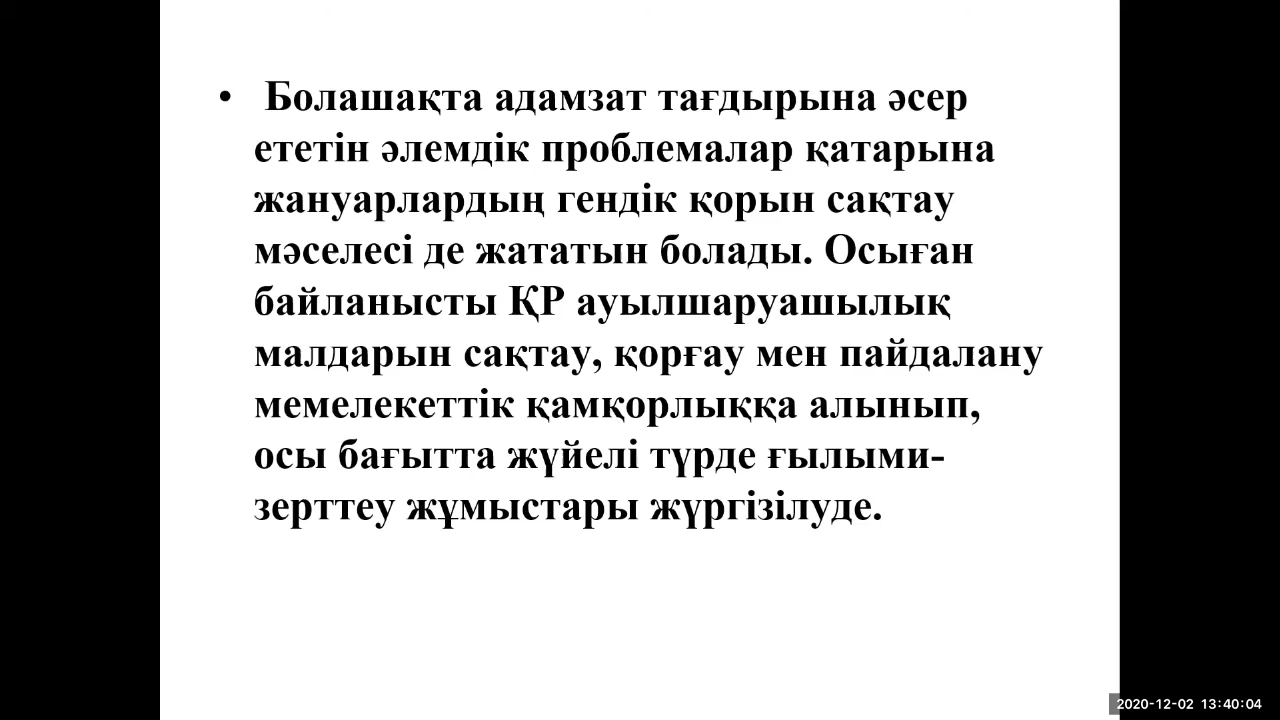 • Болашақта адамзат тағдырына әсер
ететін әлемдік проблемалар қатарына
жануарлардың гендік қорын сақтау
мәселесі де жататын болады. Осыған
байланысты ҚР ауылшаруашылық
малдарын сақтау, қорғау мен пайдалану
мемелекеттік қамқорлыққа алынып,
осы бағытта жүйелі түрде ғылыми-
зерттеу жұмыстары жүргізілуде.
2020-12-02 13:40:04